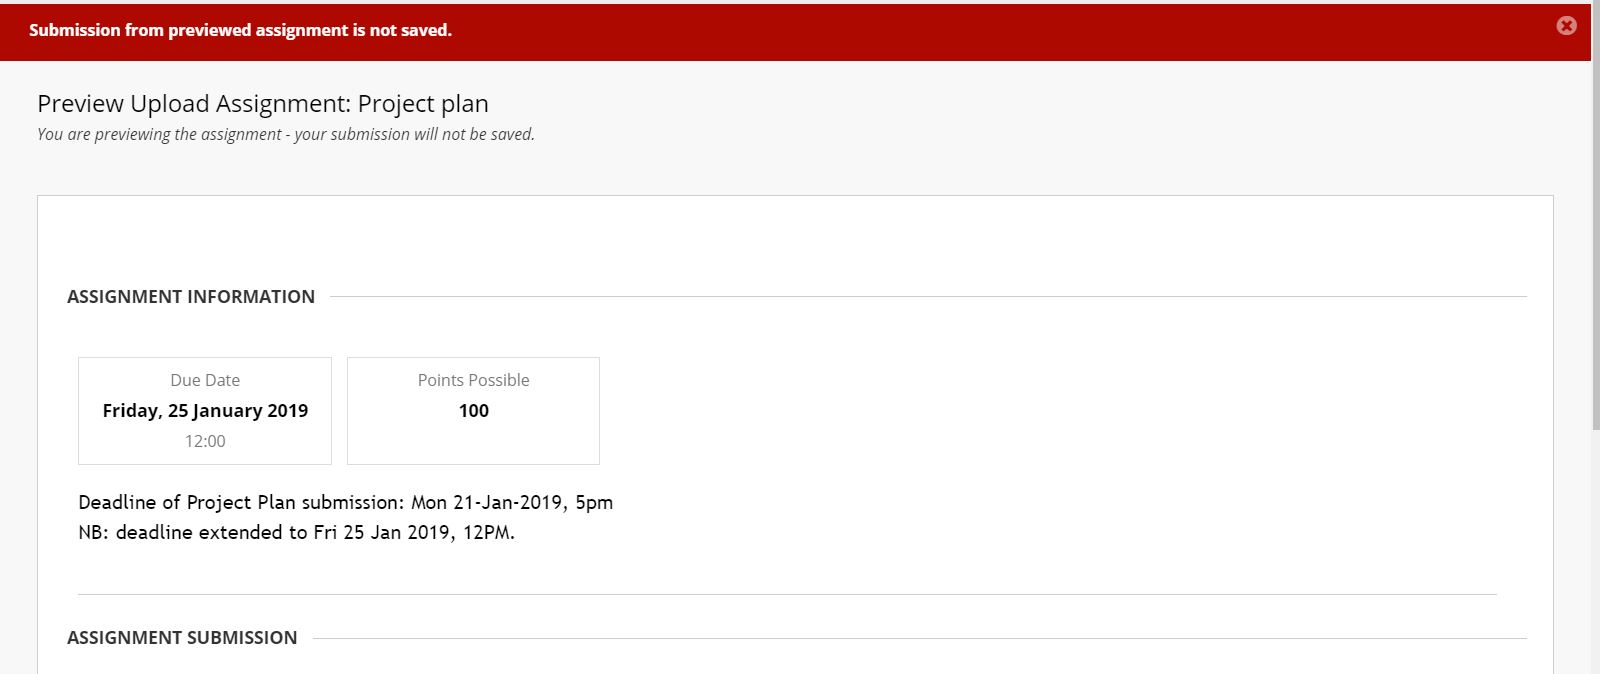 Submission from previewed assignment is not saved.
Preview Upload Assignment: Project plan
You are previewing the assignment - your submission will not be saved.
ASSIGNMENT INFORMATION
Due Date
Friday, 25 January 2019
12:00
Points Possible
100
Deadline of Project Plan submission: Mon 21-Jan-2019, 5pm
NB: deadline extended to Fri 25 Jan 2019, 12PM.
ASSIGNMENT SUBMISSION